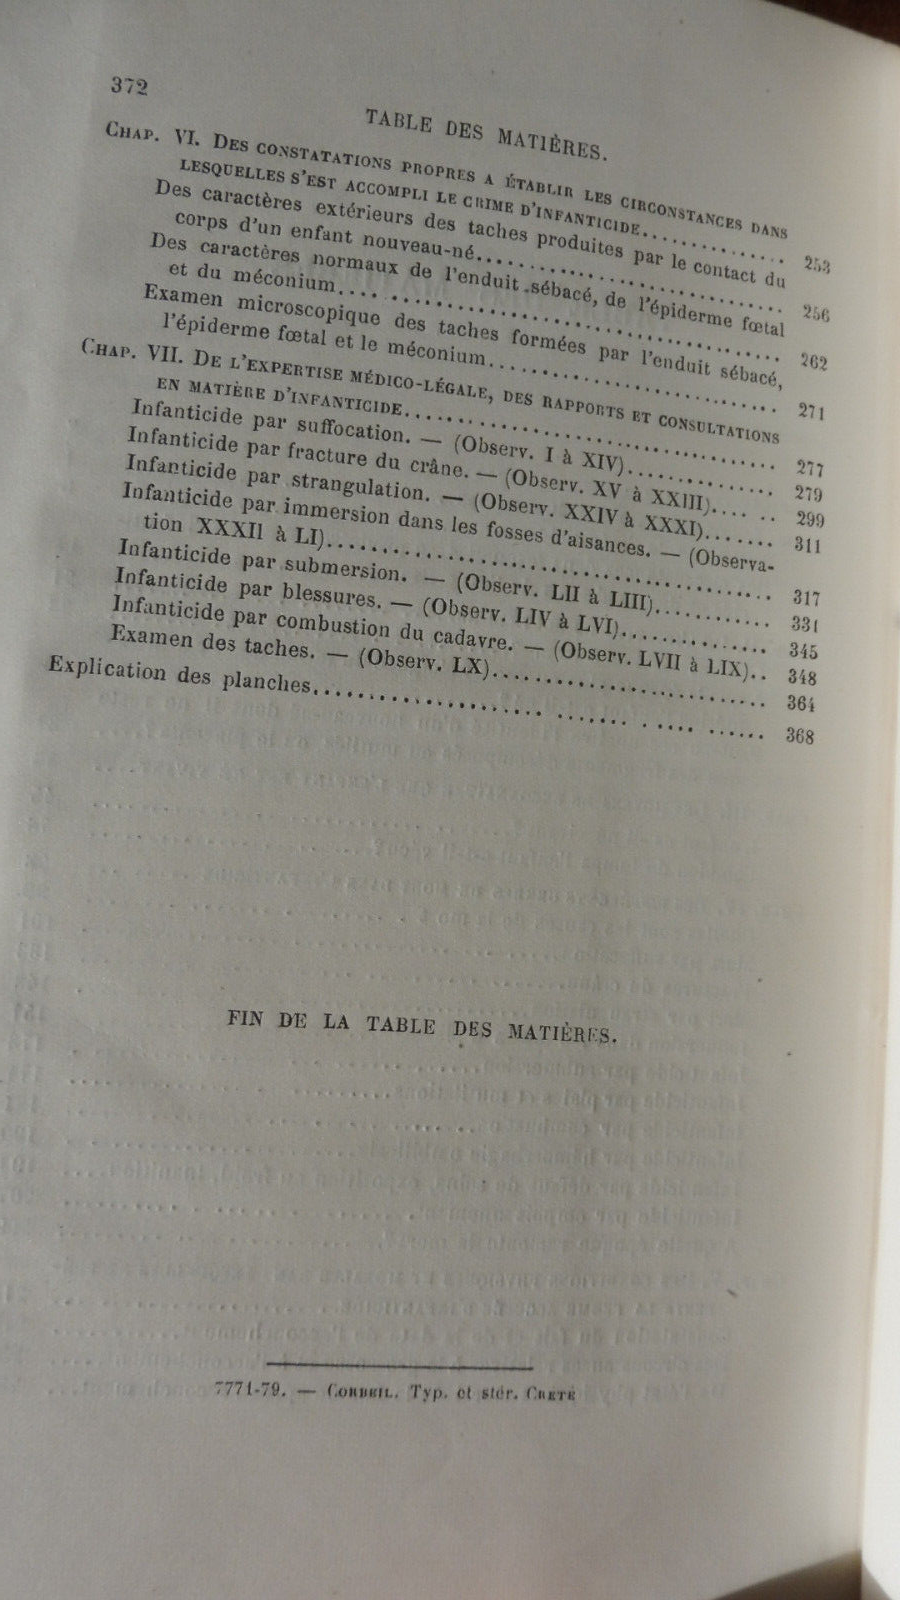 372
TABLE DES MATIÈRES.
CHAP. VI. DES CONSTATATIONS PROPRES A ÉTABLIR LES CIRCONSTANCES DANS
LESQUELLES S'EST ACCOMPLI LE CRIME D'INFANTICIDE............... 253
Des caractères extérieurs des taches produites par le contact du
corps d'un enfant nouveau-né........................... 256
Des caractères normaux de l'enduit sébacé, de l'épiderme fœtal
et du méconium........................................ 262
Examen microscopique des taches formées par l'enduit sébacé,
l'épiderme fœtal et le méconium........................ 271
CHAP. VII. DE L'EXPERTISE MÉDICO-LÉGALE, DES RAPPORTS ET CONSULTATIONS
EN MATIÈRE D'INFANTICIDE............................... 277
Infanticide par suffocation. — (Observ. I à XIV)............... 279
Infanticide par fracture du crâne. — (Observ. XV à XXIII)...... 299
Infanticide par strangulation. — (Observ. XXIV à XXXI)....... 311
Infanticide par immersion dans les fosses d'aisances. — (Observa-
tion XXXII à LI)........................................ 317
Infanticide par submersion. — (Observ. LII à LIII)............ 331
Infanticide par blessures. — (Observ. LIV à LVI).............. 345
Infanticide par combustion du cadavre. — (Observ. LVII à LIX).. 348
Examen des taches. — (Observ. LX)......................... 364
Explication des planches........................ ....... . .... ...... 368
FIN DE LA TABLE DES MATIÈRES.
7771-79. — CORBEIL. Typ. et stér. CRETÉ